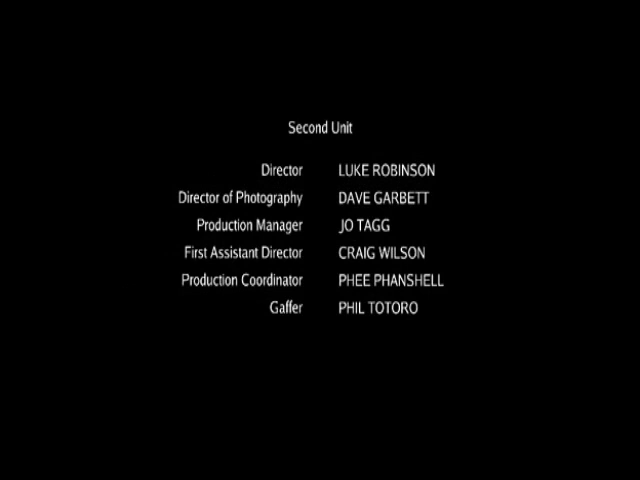 Second Unit
Director LUKE ROBINSON
Director of Photography DAVE GARBETT
Production Manager JO TAGG
First Assistant Director CRAIG WILSON
Production Coordinator PHEE PHANSHELL
Gaffer PHIL TOTORO